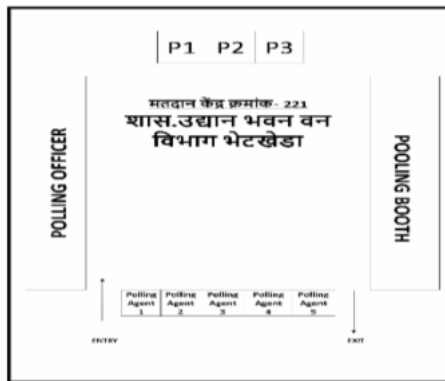 P1 P2 P3
मतदान केंद्र क्रमांक- 221
शास.उद्यान भवन वन
विभाग भेटखेडा
POLLING OFFICER
POOLING BOOTH
Polling Agent 1
Polling Agent 2
Polling Agent 3
Polling Agent 4
Polling Agent 5
ENTRY
EXIT